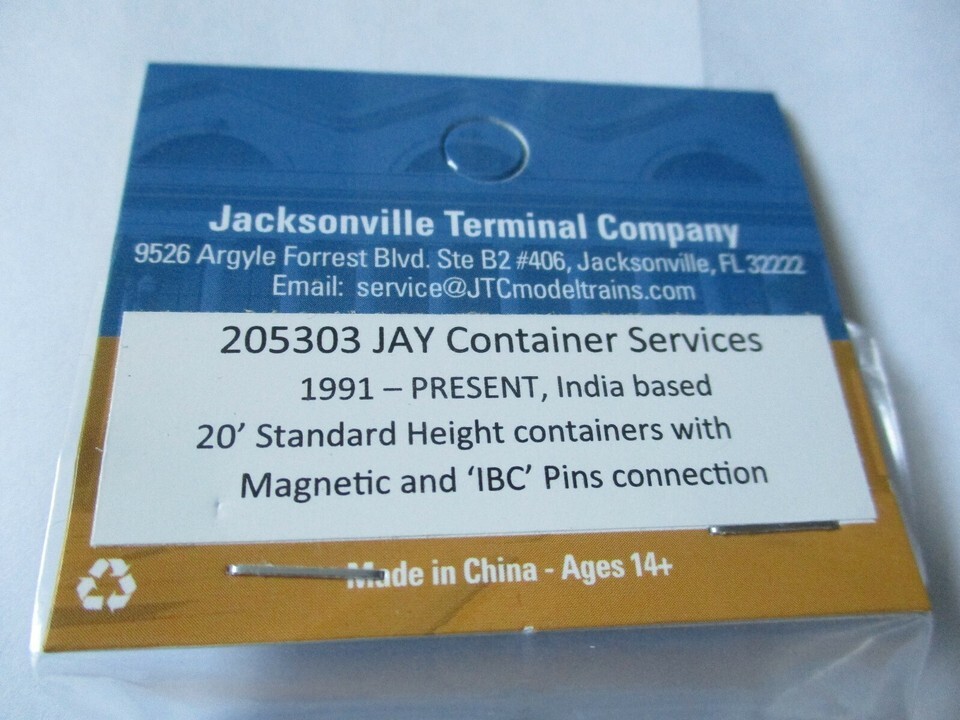 Jacksonville Terminal Company
9526 Argyle Forrest Blvd. Ste B2 #406, Jacksonville, FL 32222
Email: service@JTCmodeltrains.com
205303 JAY Container Services
1991 – PRESENT, India based
20’ Standard Height containers with
Magnetic and ‘IBC’ Pins connection
Made in China - Ages 14+